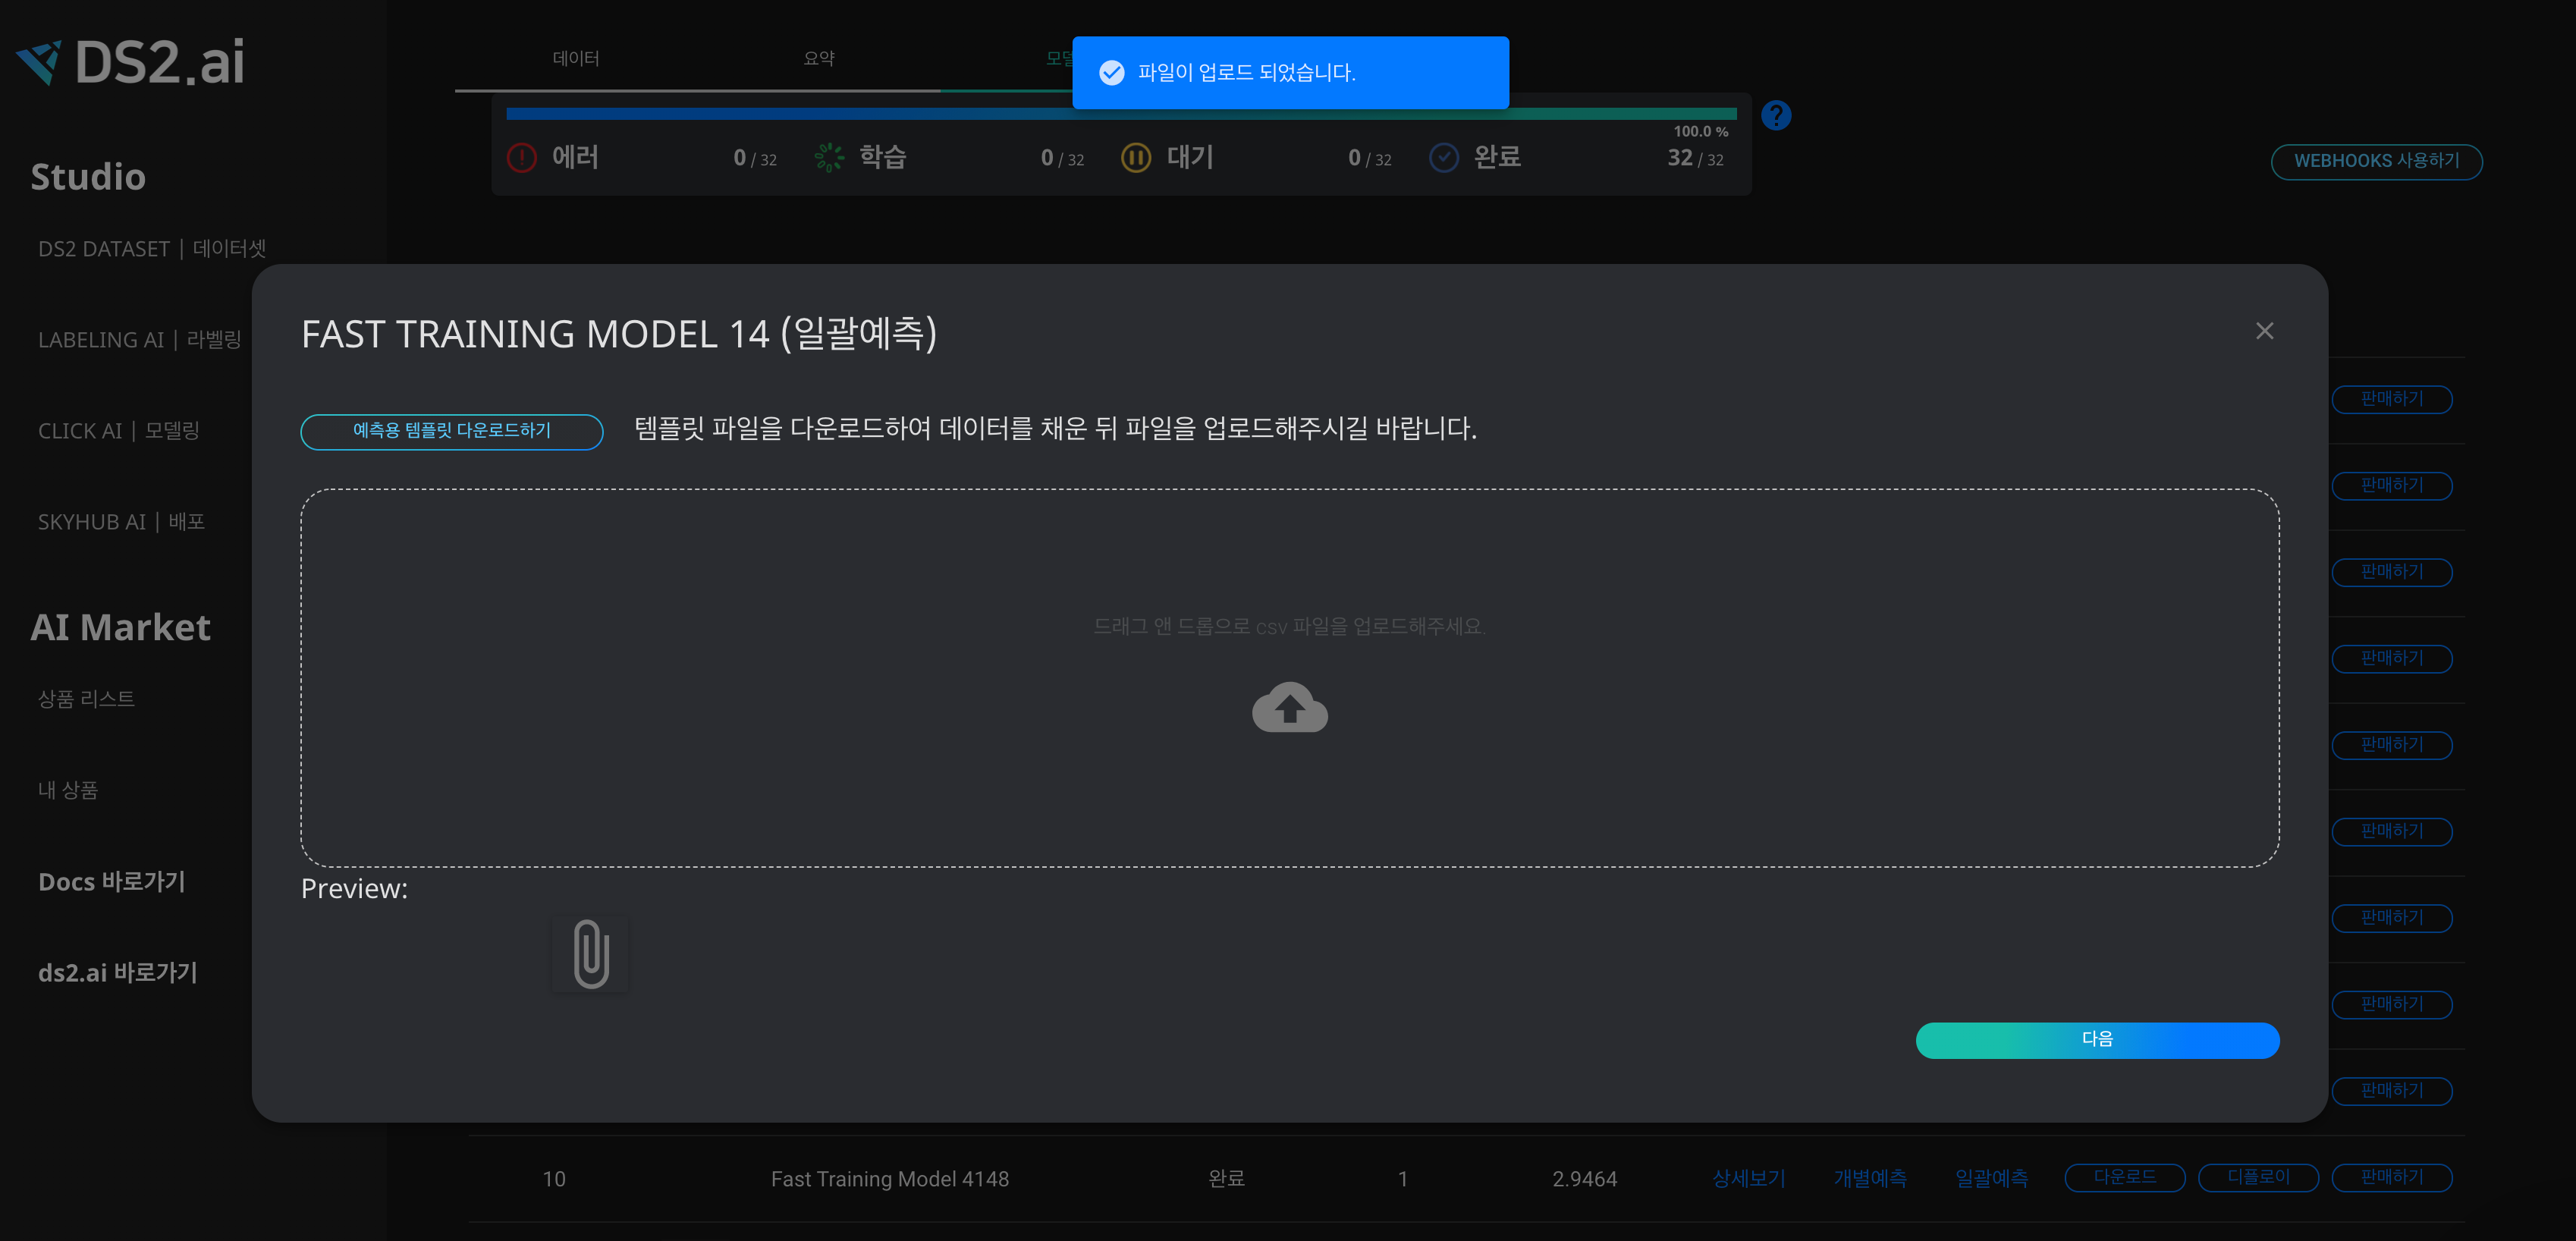 DS2.ai
Studio
DS2 DATASET | 데이터셋
LABELING AI | 라벨링
CLICK AI | 모델링
SKYHUB AI | 배포
AI Market
상품 리스트
내 상품
Docs 바로가기
ds2.ai 바로가기
데이터 요약
파일이 업로드 되었습니다.
100.0 %
에러 0 / 32 학습 0 / 32 대기 0 / 32 완료 32 / 32
WEBHOOKS 사용하기
FAST TRAINING MODEL 14 (일괄예측)
예측용 템플릿 다운로드하기 템플릿 파일을 다운로드하여 데이터를 채운 뒤 파일을 업로드해주시길 바랍니다.
드래그 앤 드롭으로 csv 파일을 업로드해주세요.
Preview:
다음
판매하기
판매하기
판매하기
판매하기
판매하기
판매하기
판매하기
판매하기
판매하기
10 Fast Training Model 4148 완료 1 2.9464 상세보기 개별예측 일괄예측 다운로드 디플로이 판매하기